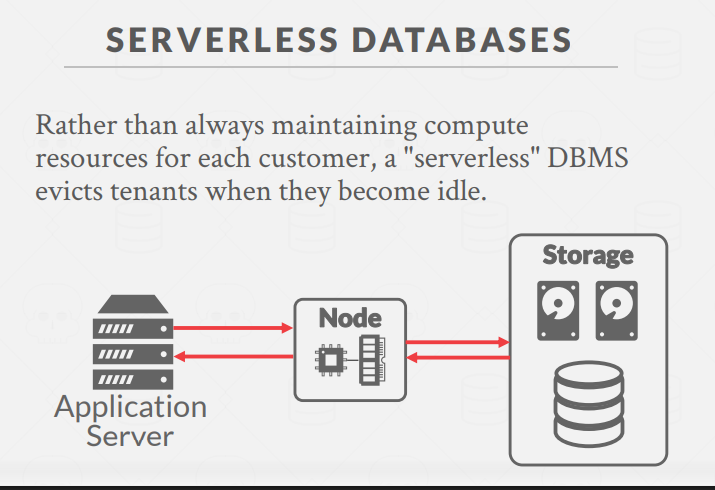 SERVERLESS DATABASES
Rather than always maintaining compute
resources for each customer, a "serverless" DBMS
evicts tenants when they become idle.
Storage
Node
Application
Server